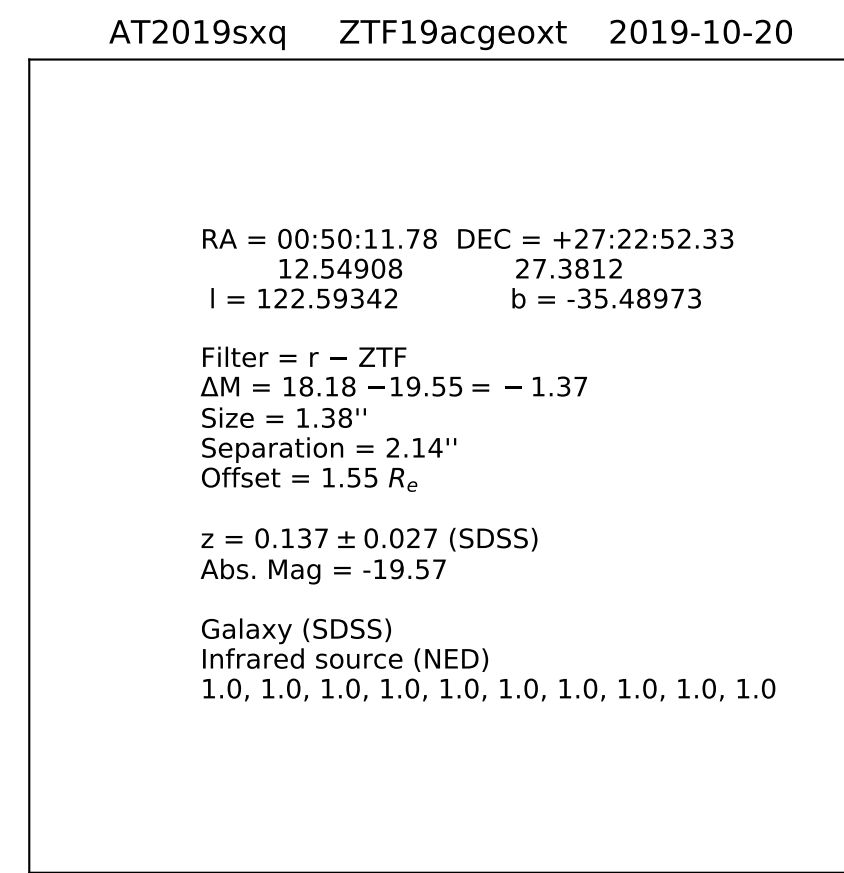 AT2019sxq ZTF19acgeoxt 2019-10-20
RA = 00:50:11.78 DEC = +27:22:52.33
12.54908 27.3812
l = 122.59342 b = -35.48973
Filter = r − ZTF
ΔM = 18.18 −19.55 = − 1.37
Size = 1.38''
Separation = 2.14''
Offset = 1.55 Re
z = 0.137 ± 0.027 (SDSS)
Abs. Mag = -19.57
Galaxy (SDSS)
Infrared source (NED)
1.0, 1.0, 1.0, 1.0, 1.0, 1.0, 1.0, 1.0, 1.0, 1.0